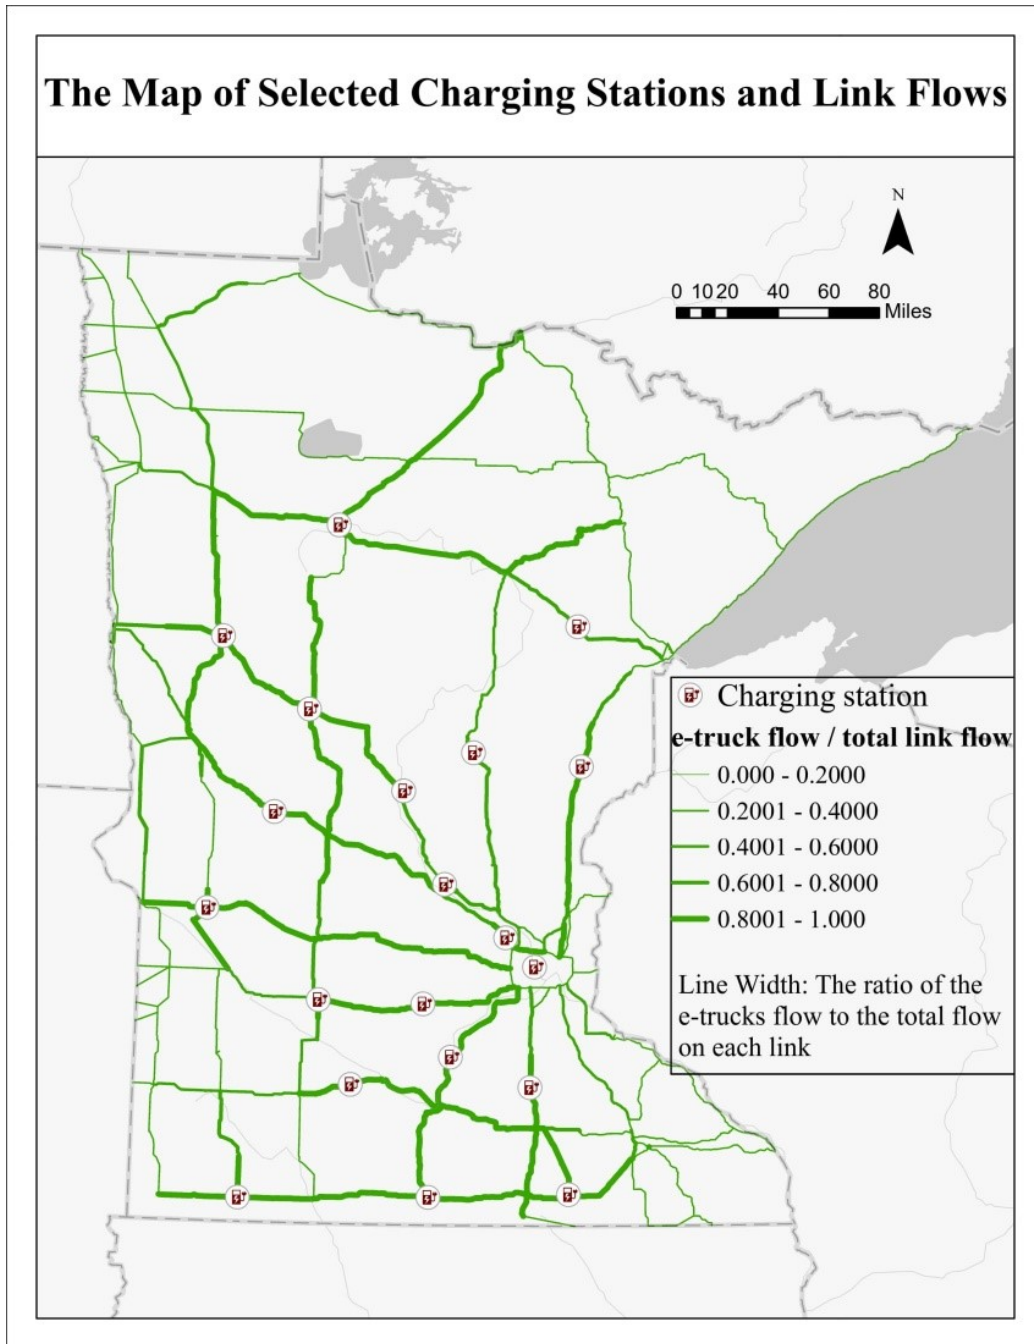 The Map of Selected Charging Stations and Link Flows
N
0 10 20 40 60 80
Miles
Charging station
e-truck flow / total link flow
0.000 - 0.2000
0.2001 - 0.4000
0.4001 - 0.6000
0.6001 - 0.8000
0.8001 - 1.000
Line Width: The ratio of the
e-trucks flow to the total flow
on each link